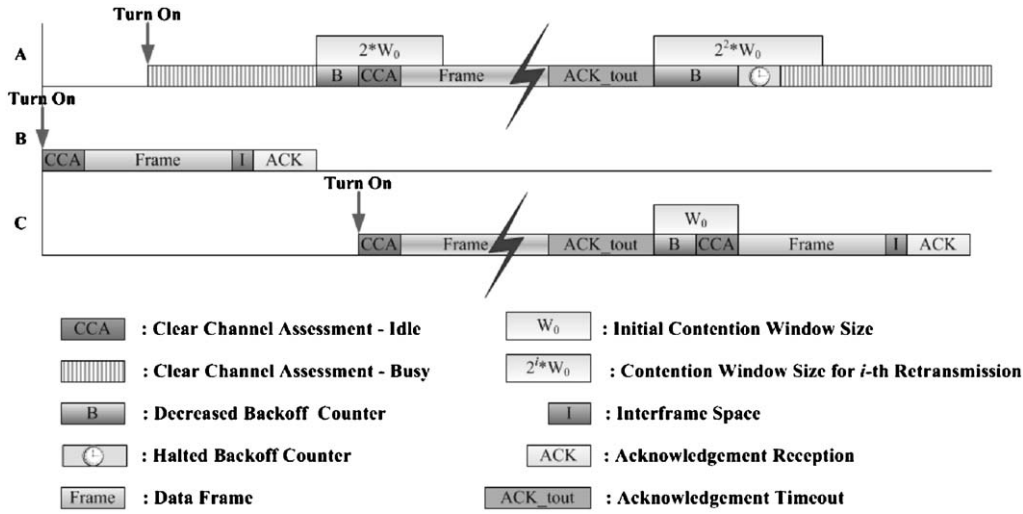 Turn On
A
2*W₀
2²*W₀
B CCA Frame ACK_tout B
Turn On
B
CCA Frame I ACK
Turn On
C
W₀
CCA Frame ACK_tout B CCA Frame I ACK
CCA : Clear Channel Assessment - Idle
W₀ : Initial Contention Window Size
: Clear Channel Assessment - Busy
2ⁱ*W₀ : Contention Window Size for i-th Retransmission
B : Decreased Backoff Counter
I : Interframe Space
: Halted Backoff Counter
ACK : Acknowledgement Reception
Frame : Data Frame
ACK_tout : Acknowledgement Timeout